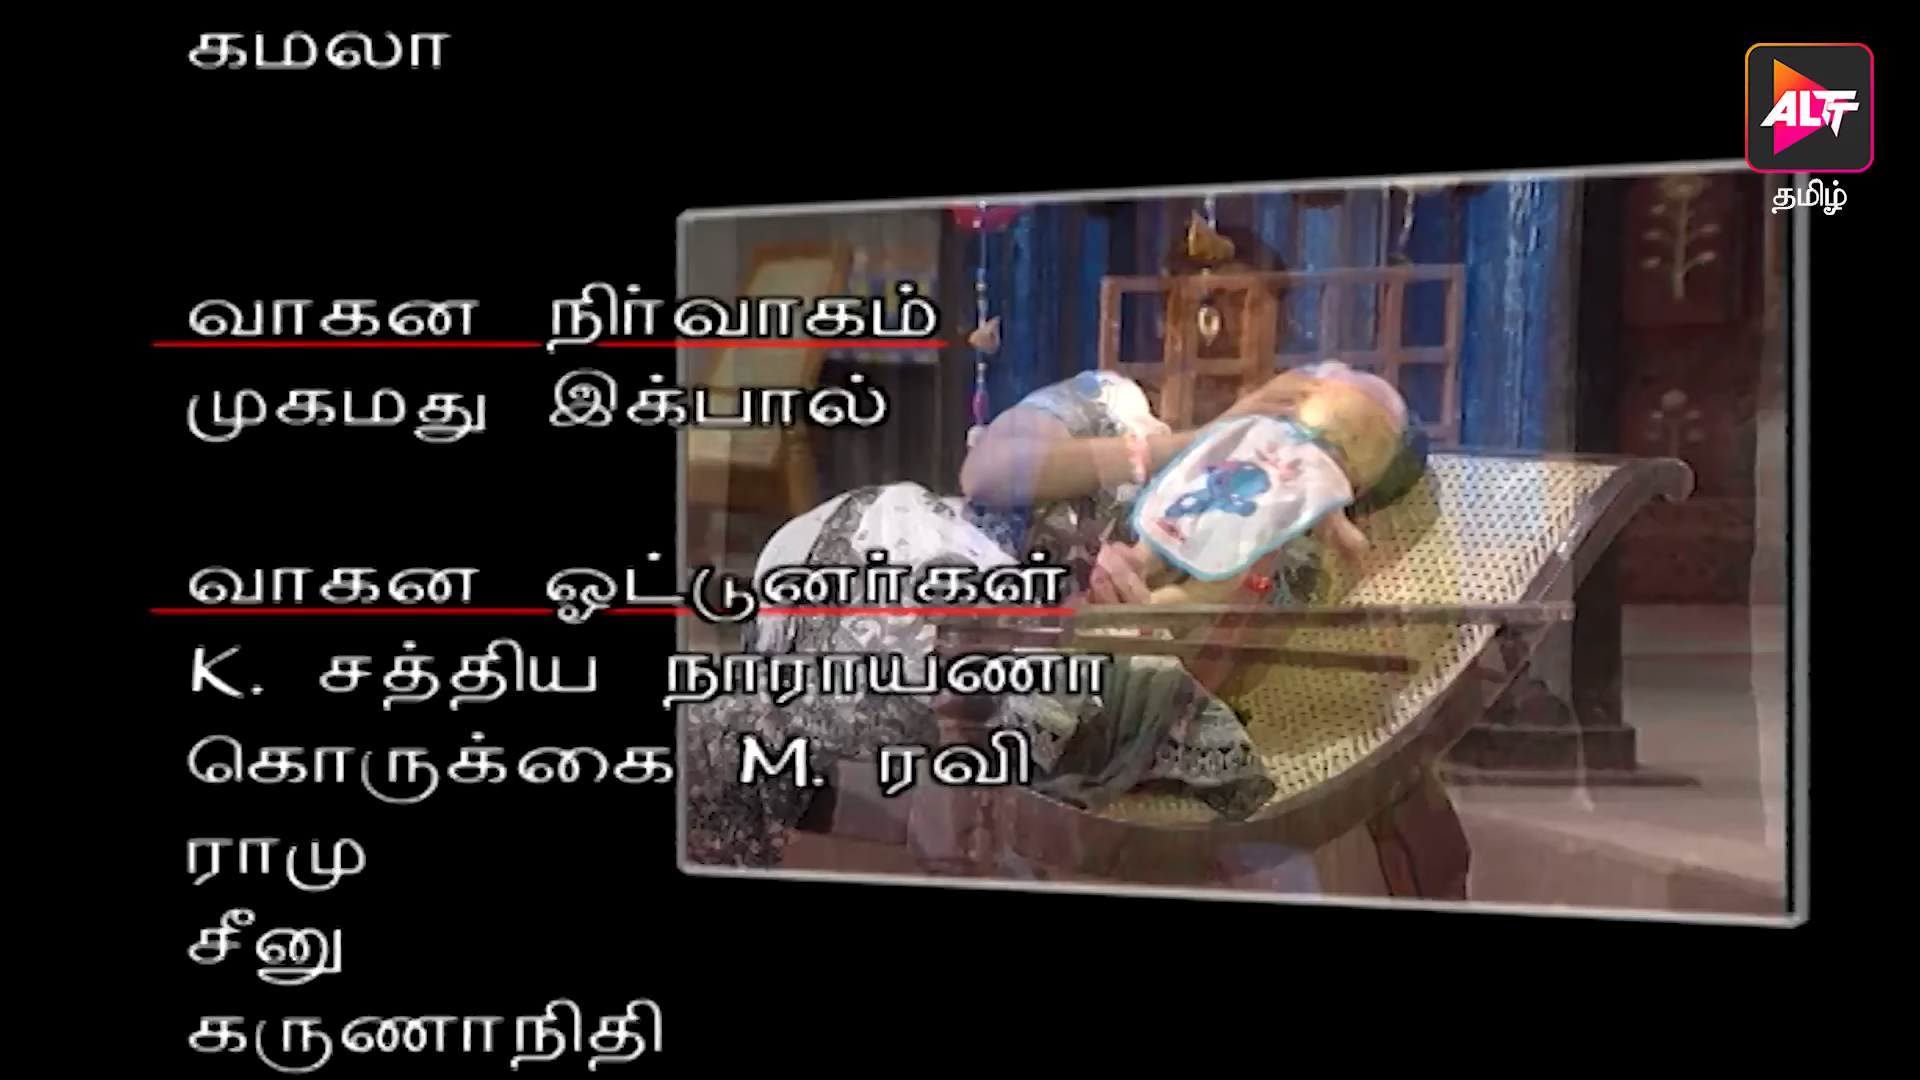 கமலா
ALTT
தமிழ்
வாகன நிர்வாகம்
முகமது இக்பால்
வாகன ஓட்டுனர்கள்
K. சத்திய நாராயணா
கொருக்கை M. ரவி
ராமு
சீனு
கருணாநிதி